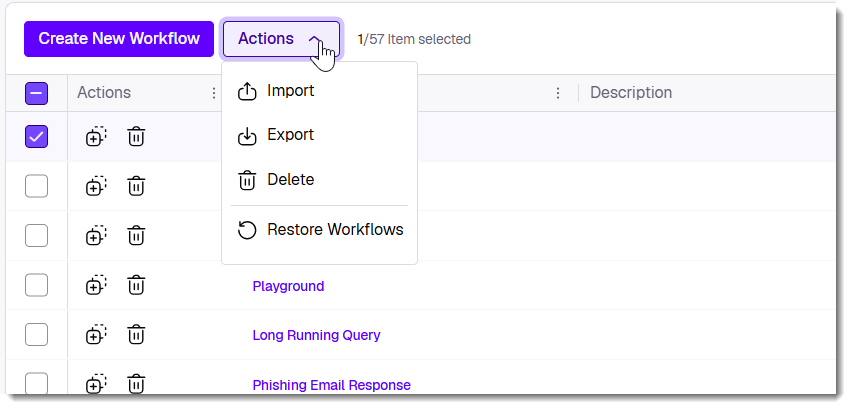 Create New Workflow
Actions
1/57 Item selected
Actions
Description
Import
Export
Delete
Restore Workflows
Playground
Long Running Query
Phishing Email Response